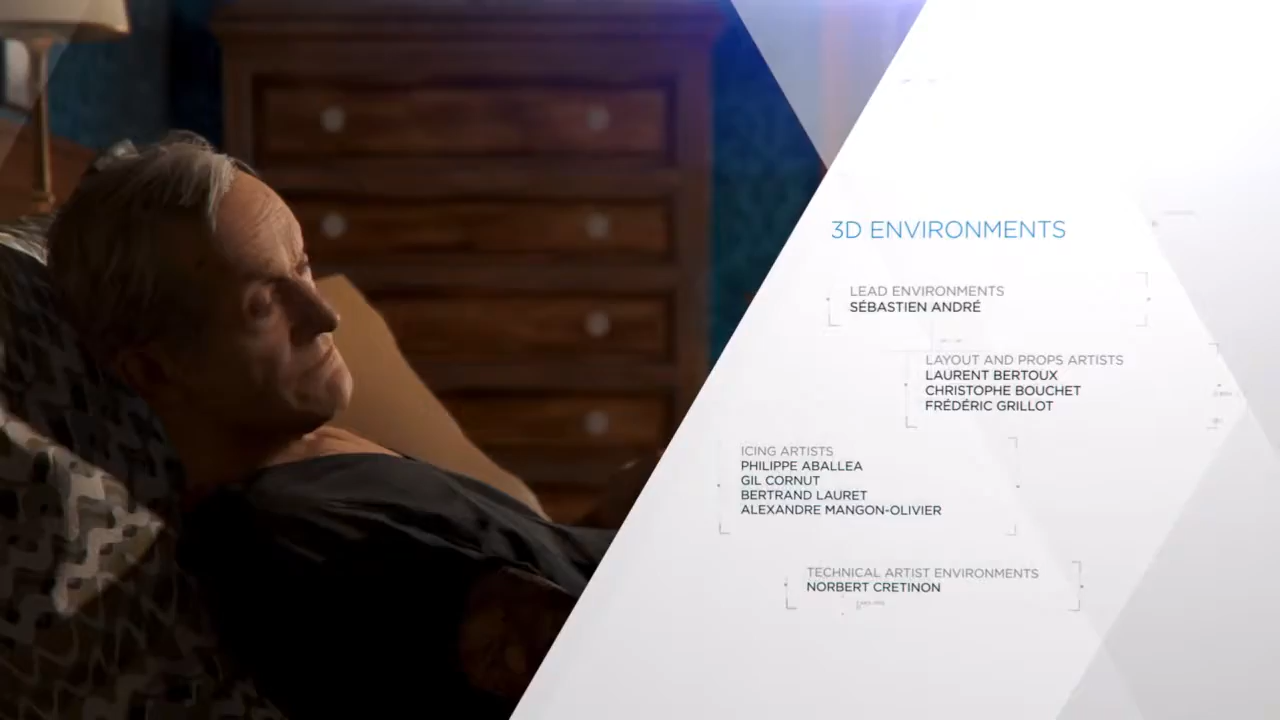 3D ENVIRONMENTS
LEAD ENVIRONMENTS
SÉBASTIEN ANDRÉ
LAYOUT AND PROPS ARTISTS
LAURENT BERTOUX
CHRISTOPHE BOUCHET
FRÉDÉRIC GRILLOT
ICING ARTISTS
PHILIPPE ABALLEA
GIL CORNUT
BERTRAND LAURET
ALEXANDRE MANGON-OLIVIER
TECHNICAL ARTIST ENVIRONMENTS
NORBERT CRETINON